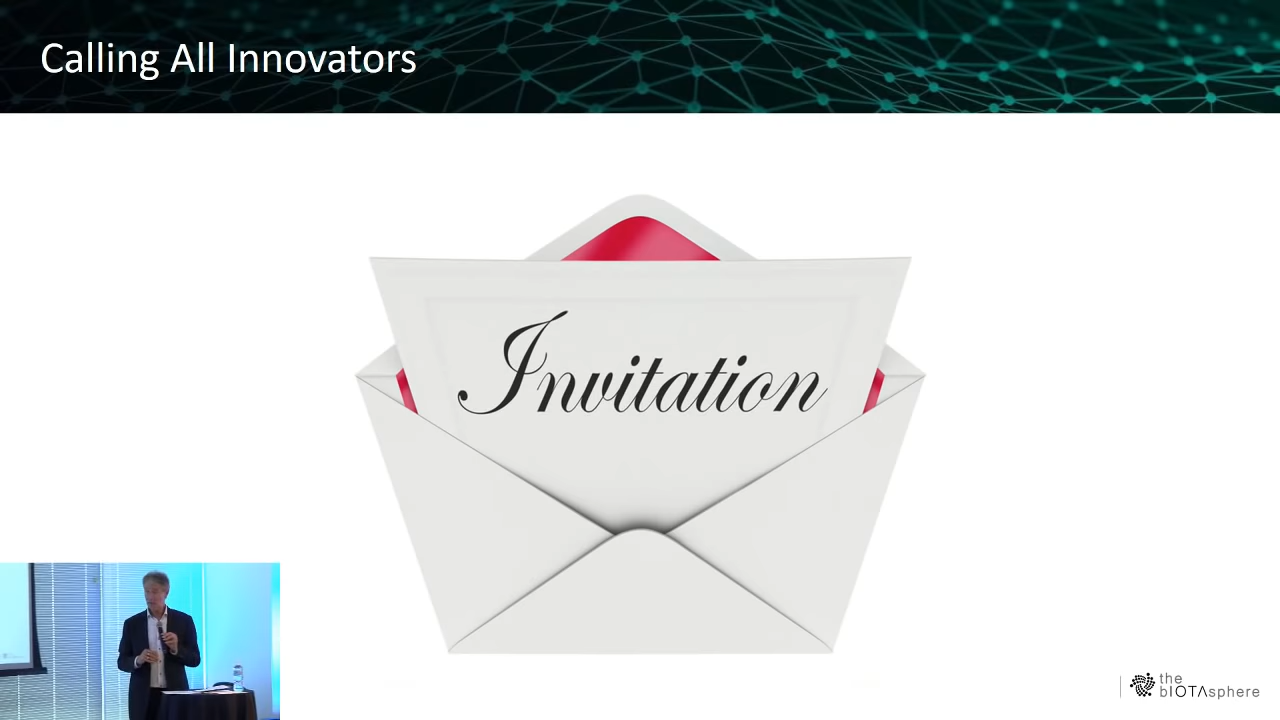 Calling All Innovators
Invitation
the
bIOTAsphere